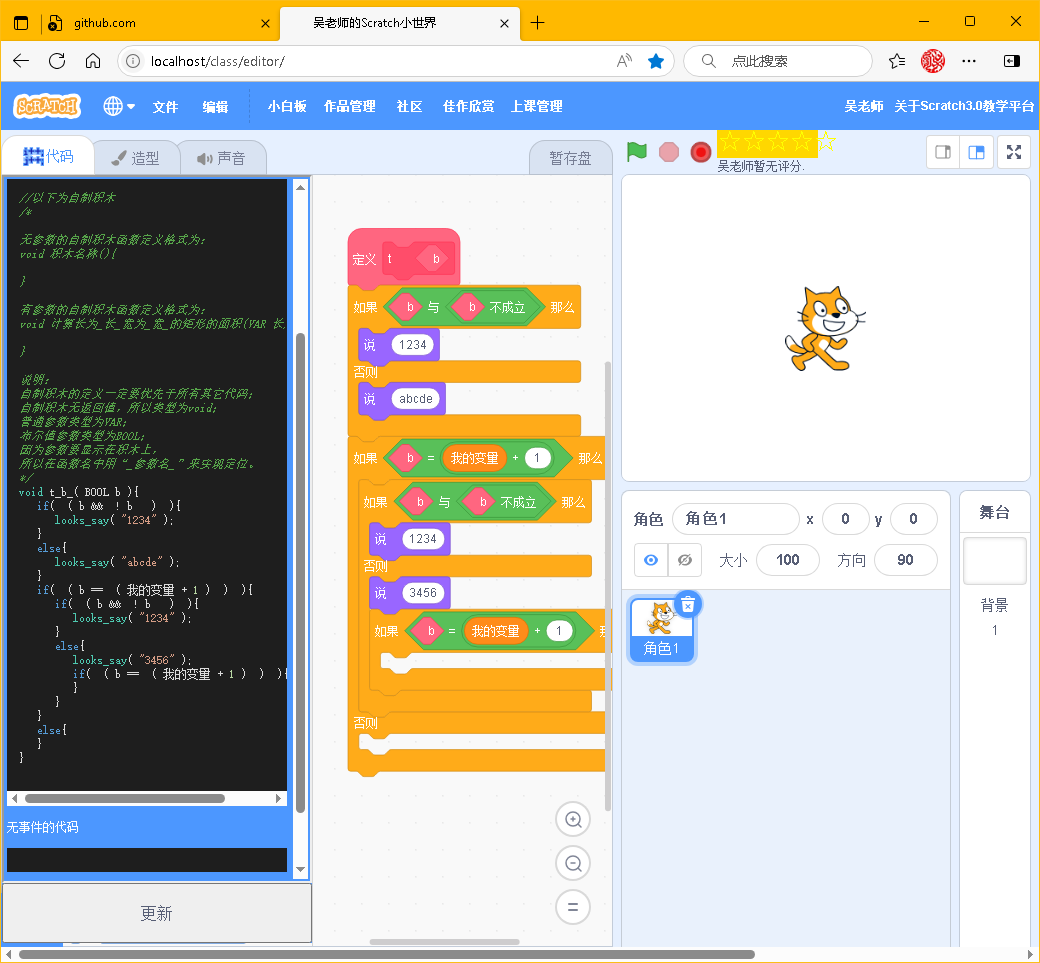 github.com
吴老师的Scratch小世界
localhost/class/editor/
点此搜索
SCRATCH
文件 编辑 小白板 作品管理 社区 佳作欣赏 上课管理 吴老师 关于Scratch3.0教学平台
代码 造型 声音
暂存盘
吴老师暂无评分.
//以下为自制积木
/*
无参数的自制积木函数定义格式为:
void 积木名称(){
}
有参数的自制积木函数定义格式为:
void 计算长为_长_宽为_宽_的矩形的面积(VAR 长,
}
说明:
自制积木的定义一定要优先于所有其它代码;
自制积木无返回值, 所以类型为void;
普通参数类型为VAR;
布尔值参数类型为BOOL;
因为参数要显示在积木上,
所以在函数名中用“_参数名_”来实现定位。
*/
void t_b_( BOOL b ){
if( ( b && ! b ) ){
looks_say( "1234" );
}
else{
looks_say( "abcde" );
}
if( ( b == ( 我的变量 + 1 ) ) ){
if( ( b && ! b ) ){
looks_say( "1234" );
}
else{
looks_say( "3456" );
if( ( b == ( 我的变量 + 1 ) ) ){
}
}
}
else{
}
}
无事件的代码
更新
定义 t b
如果 b 与 b 不成立 那么
说 1234
否则
说 abcde
如果 b = 我的变量 + 1 那么
如果 b 与 b 不成立 那么
说 1234
否则
说 3456
如果 b = 我的变量 + 1
否则
角色 角色1 x 0 y 0
大小 100 方向 90
角色1
舞台
背景
1